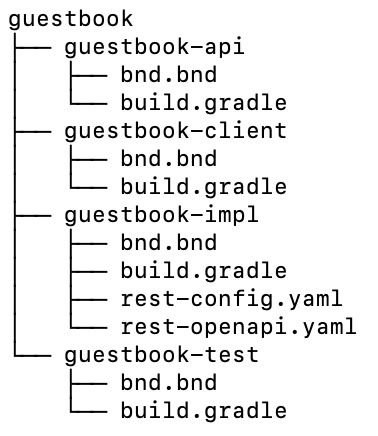 guestbook
├── guestbook-api
│   ├── bnd.bnd
│   └── build.gradle
├── guestbook-client
│   ├── bnd.bnd
│   └── build.gradle
├── guestbook-impl
│   ├── bnd.bnd
│   ├── build.gradle
│   ├── rest-config.yaml
│   └── rest-openapi.yaml
└── guestbook-test
    ├── bnd.bnd
    └── build.gradle